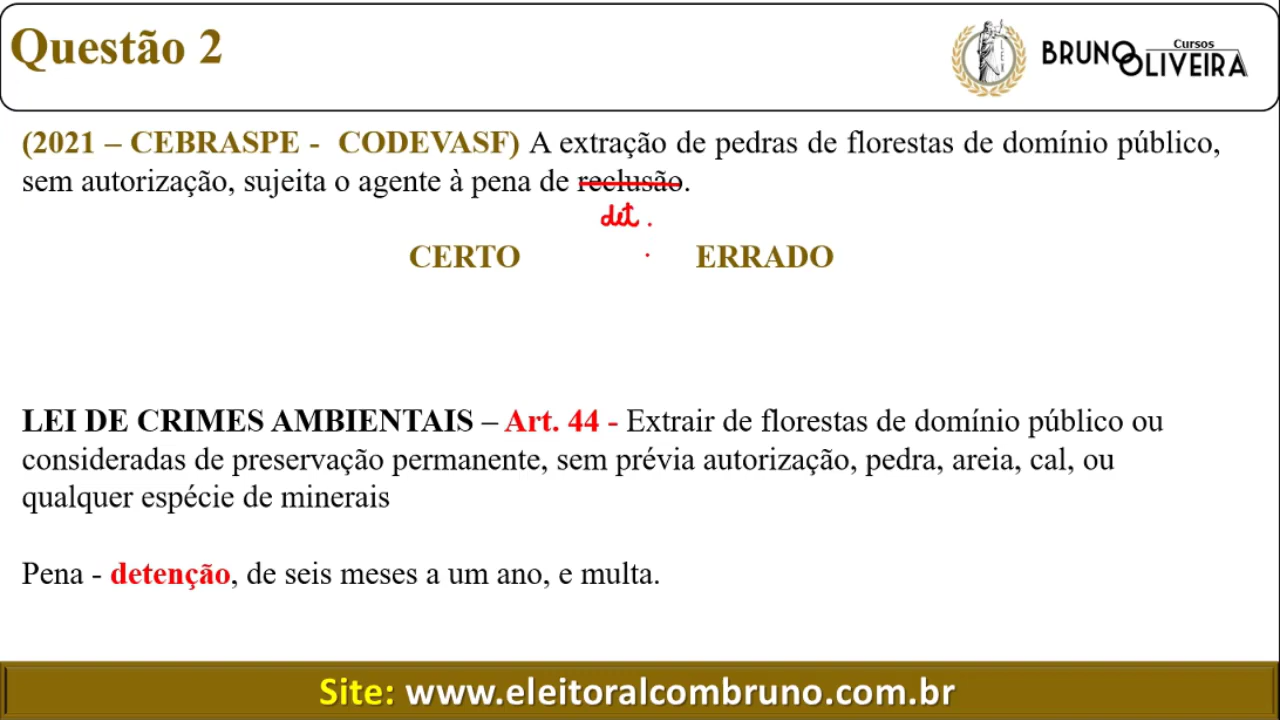 Questão 2
Cursos
BRUNO
OLIVEIRA
(2021 – CEBRASPE - CODEVASF) A extração de pedras de florestas de domínio público,
sem autorização, sujeita o agente à pena de reclusão.
det.
CERTO ERRADO
LEI DE CRIMES AMBIENTAIS – Art. 44 - Extrair de florestas de domínio público ou
consideradas de preservação permanente, sem prévia autorização, pedra, areia, cal, ou
qualquer espécie de minerais
Pena - detenção, de seis meses a um ano, e multa.
Site: www.eleitoralcombruno.com.br